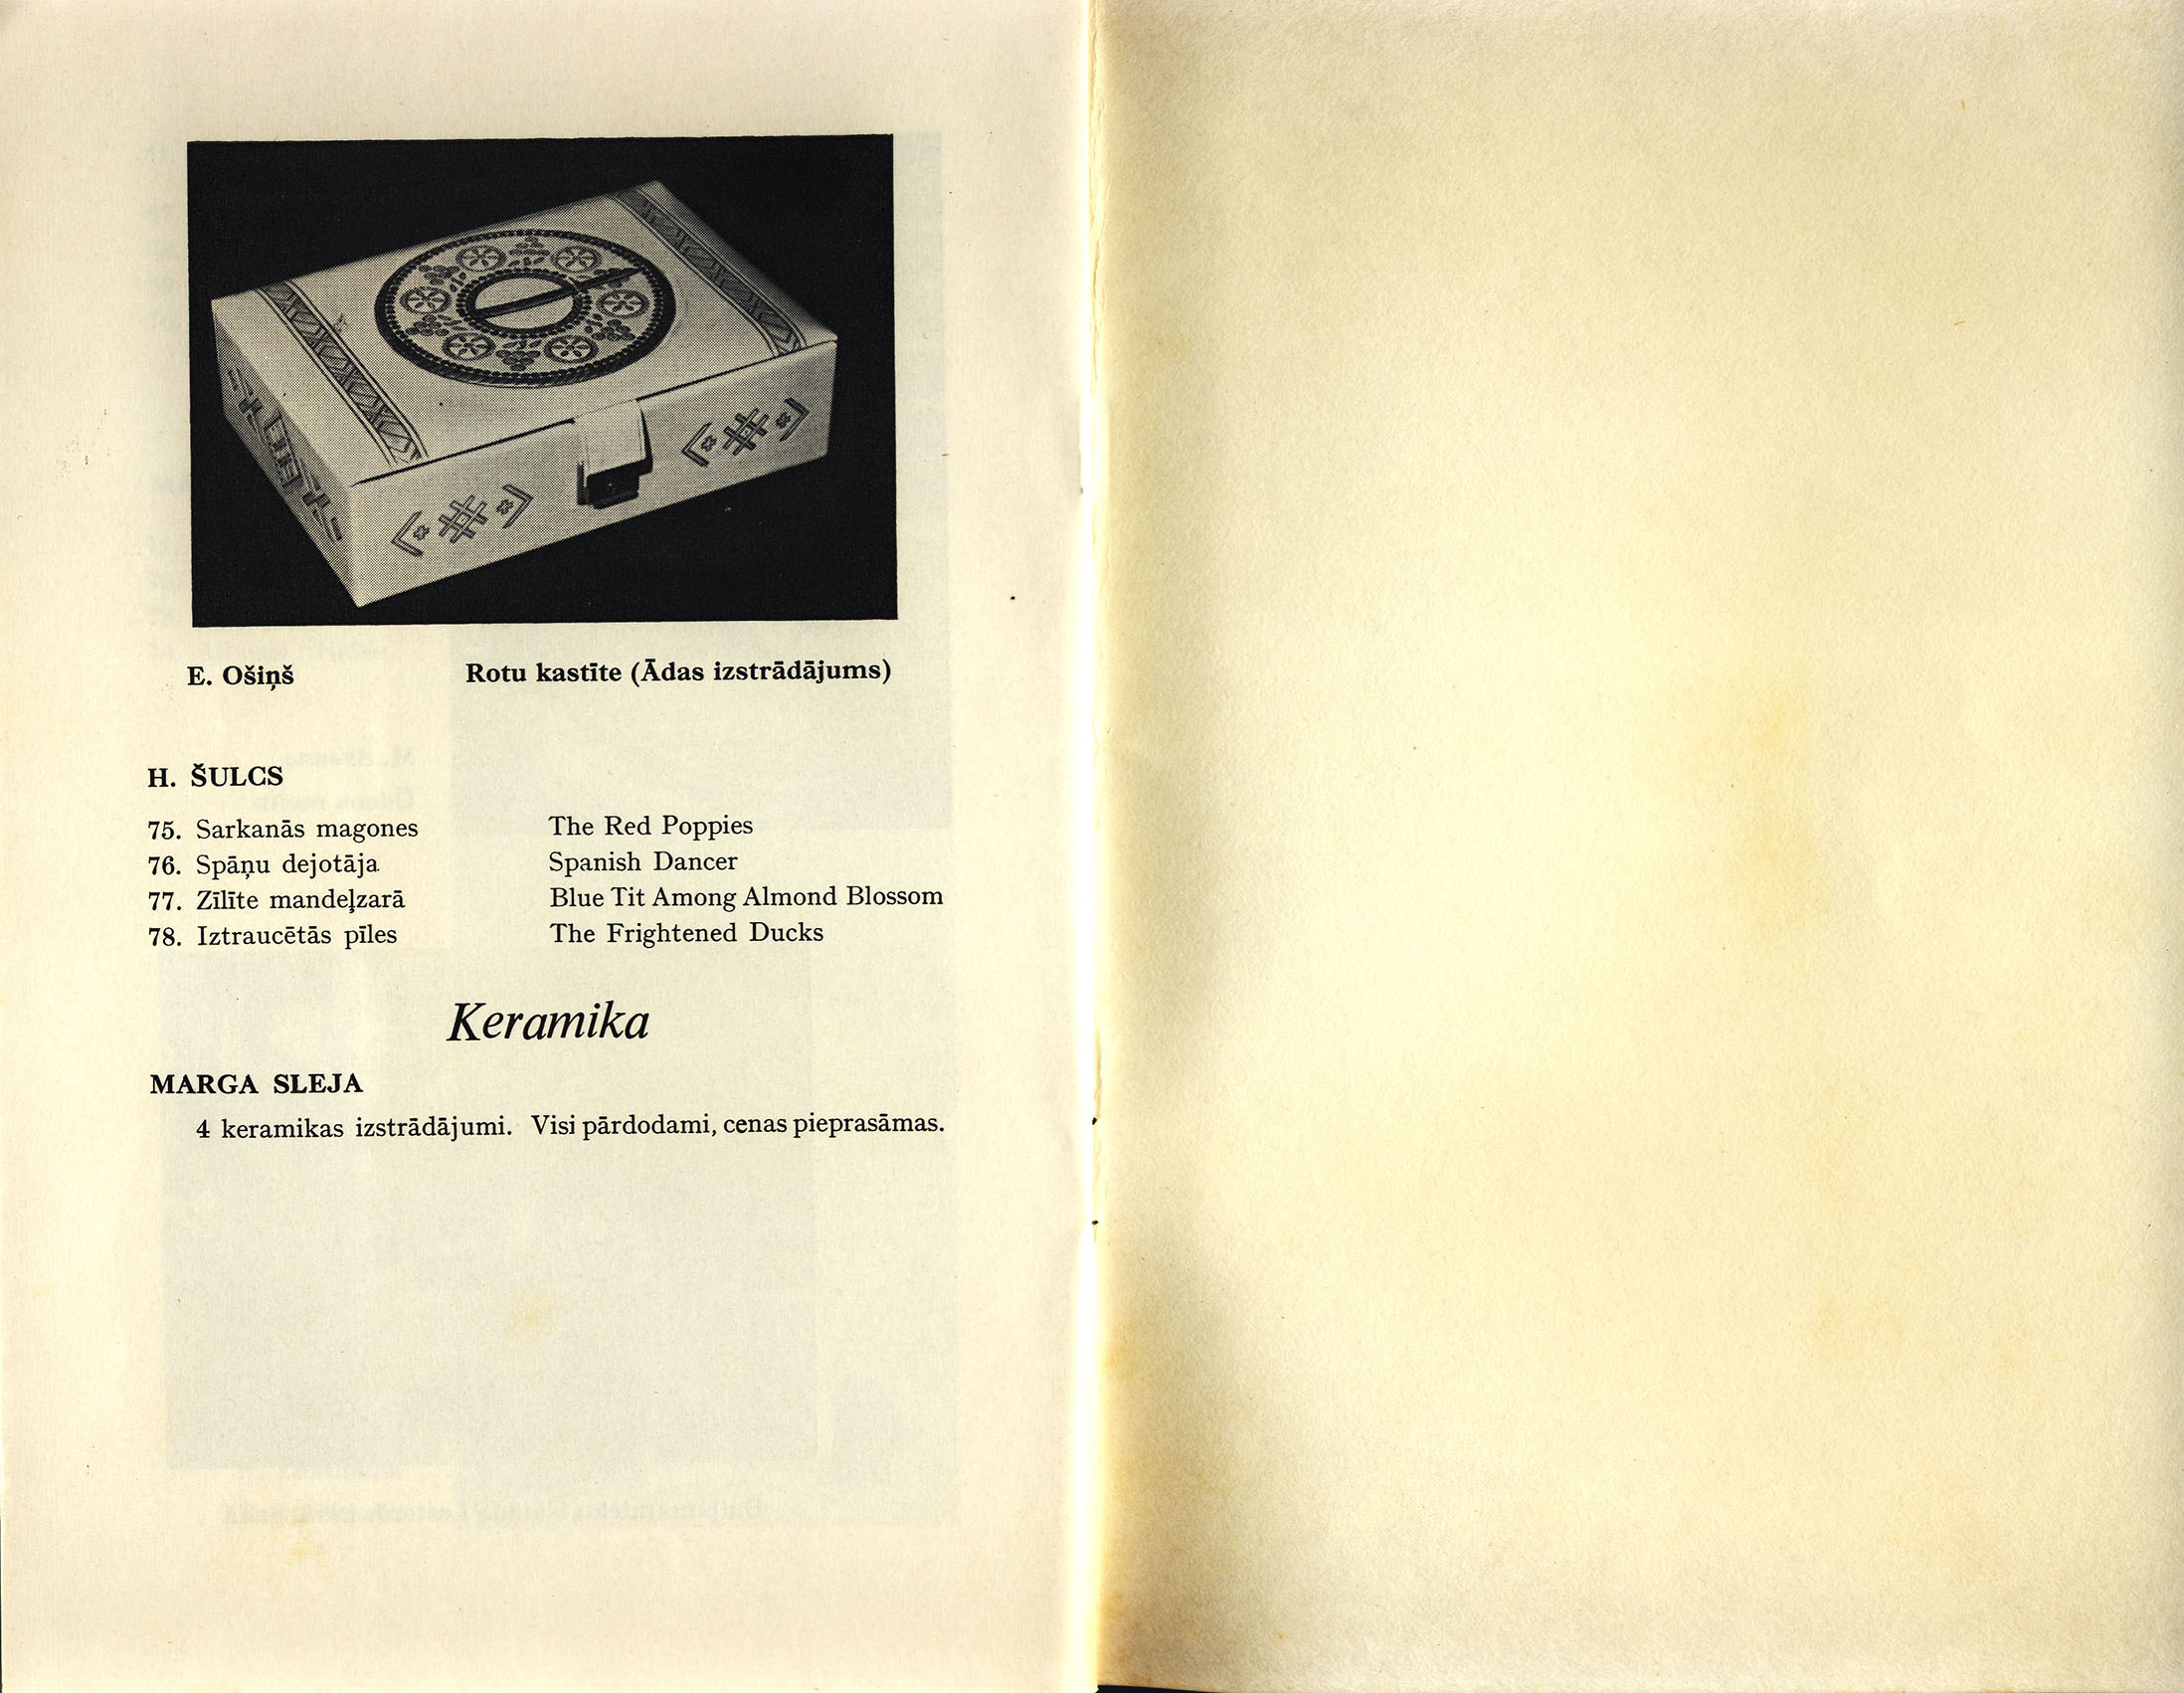 E. Ošiņš Rotu kastīte (Ādas izstrādājums)
H. ŠULCS
75. Sarkanās magones The Red Poppies
76. Spāņu dejotāja Spanish Dancer
77. Zīlīte mandeļzarā Blue Tit Among Almond Blossom
78. Iztraucētās pīles The Frightened Ducks
Keramika
MARGA SLEJA
4 keramikas izstrādājumi. Visi pārdodami, cenas pieprasāmas.